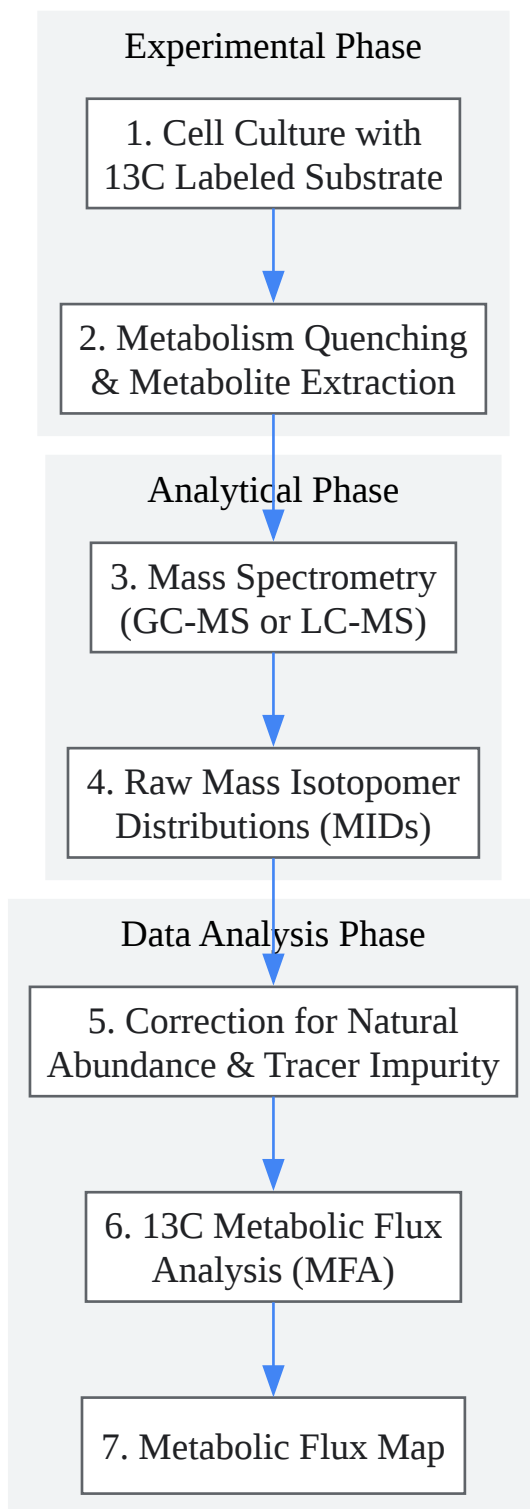 Experimental Phase
1. Cell Culture with
13C Labeled Substrate
2. Metabolism Quenching
& Metabolite Extraction
Analytical Phase
3. Mass Spectrometry
(GC-MS or LC-MS)
4. Raw Mass Isotopomer
Distributions (MIDs)
Data Analysis Phase
5. Correction for Natural
Abundance & Tracer Impurity
6. 13C Metabolic Flux
Analysis (MFA)
7. Metabolic Flux Map